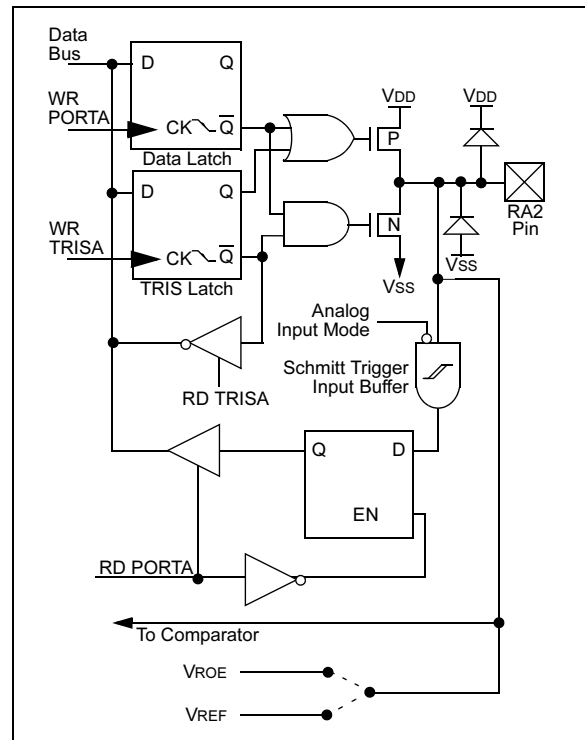 Data
Bus
D
Q
VDD
VDD
WR
PORTA
CK
Q
P
Data Latch
D
Q
RA2
Pin
N
WR
TRISA
CK
Q
TRIS Latch
VSS
VSS
Analog
Input Mode
Schmitt Trigger
Input Buffer
RD TRISA
Q
D
EN
RD PORTA
To Comparator
VROE
VREF